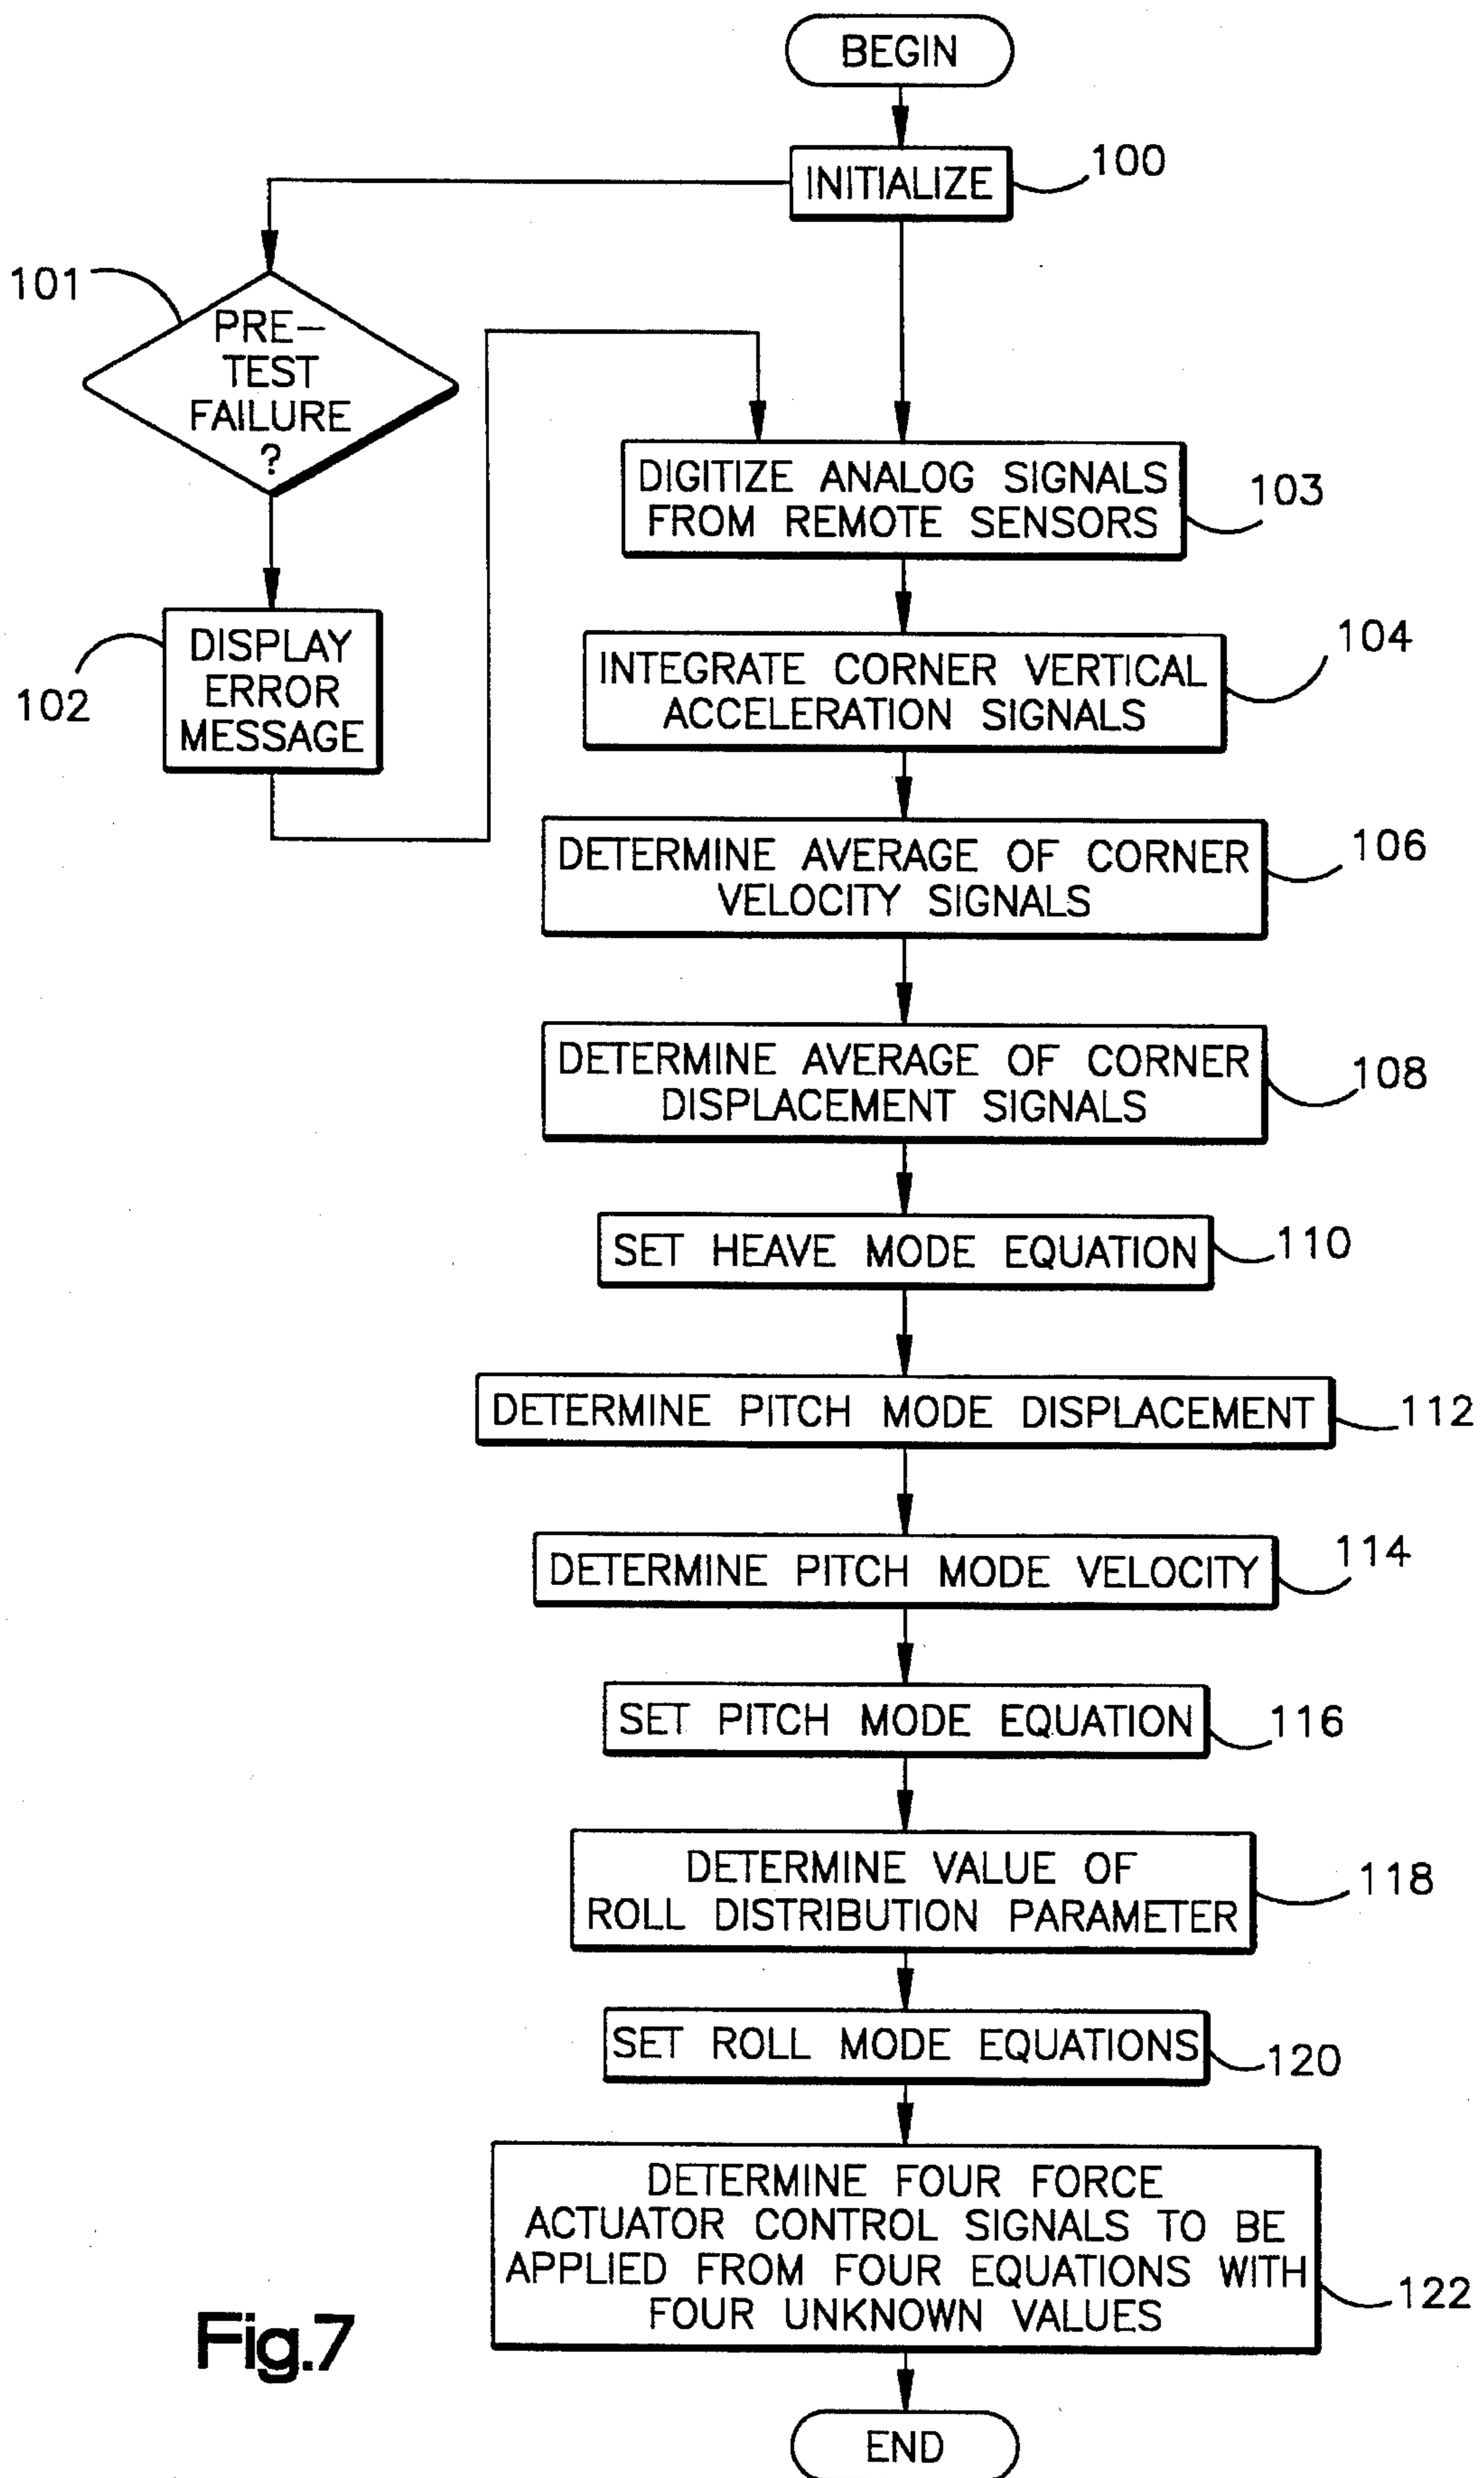 BEGIN
INITIALIZE
100
101
PRE-
TEST
FAILURE
?
DIGITIZE ANALOG SIGNALS
FROM REMOTE SENSORS
103
DISPLAY
ERROR
MESSAGE
102
INTEGRATE CORNER VERTICAL
ACCELERATION SIGNALS
104
DETERMINE AVERAGE OF CORNER
VELOCITY SIGNALS
106
DETERMINE AVERAGE OF CORNER
DISPLACEMENT SIGNALS
108
SET HEAVE MODE EQUATION
110
DETERMINE PITCH MODE DISPLACEMENT
112
DETERMINE PITCH MODE VELOCITY
114
SET PITCH MODE EQUATION
116
DETERMINE VALUE OF
ROLL DISTRIBUTION PARAMETER
118
SET ROLL MODE EQUATIONS
120
DETERMINE FOUR FORCE
ACTUATOR CONTROL SIGNALS TO BE
APPLIED FROM FOUR EQUATIONS WITH
FOUR UNKNOWN VALUES
122
Fig.7
END